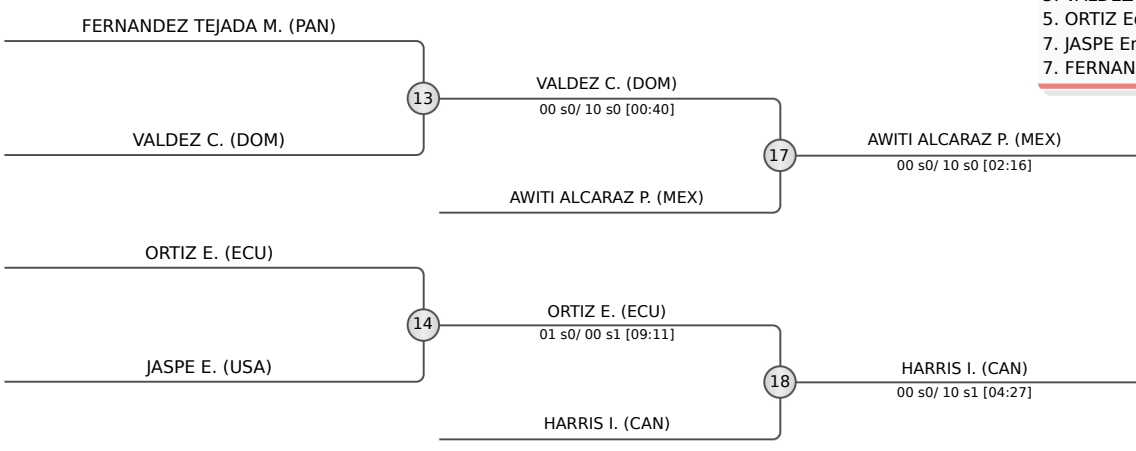 FERNANDEZ TEJADA M. (PAN)
5. ORTIZ
7. JASPE
7.
13
VALDEZ C. (DOM)
00 s0/ 10 s0 [00:40]
VALDEZ C. (DOM)
17
AWITI ALCARAZ P. (MEX)
00 s0/ 10 s0 [02:16]
AWITI ALCARAZ P. (MEX)
ORTIZ E. (ECU)
14
ORTIZ E. (ECU)
01 s0/ 00 s1 [09:11]
JASPE E. (USA)
18
HARRIS I. (CAN)
00 s0/ 10 s1 [04:27]
HARRIS I. (CAN)